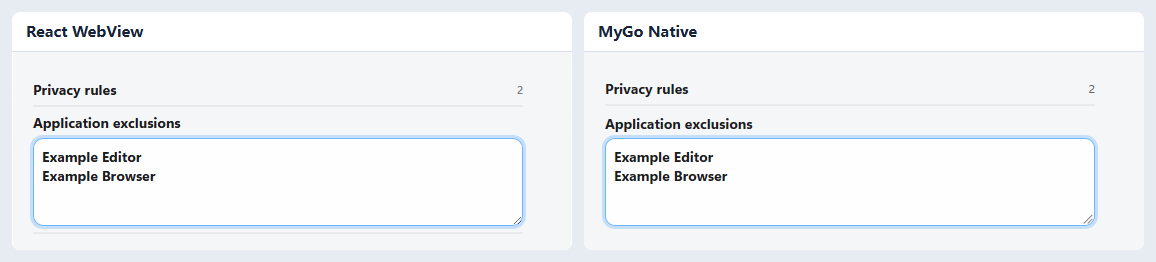 React WebView
Privacy rules 2
Application exclusions
Example Editor
Example Browser
MyGo Native
Privacy rules 2
Application exclusions
Example Editor
Example Browser